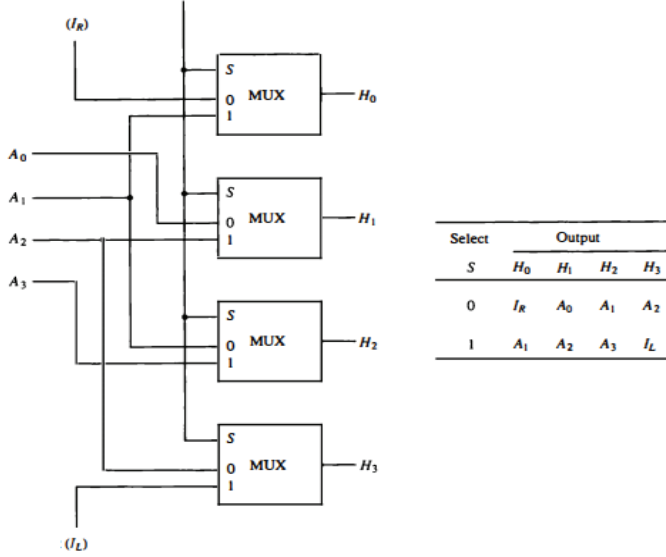 (I_R)
S
MUX
0
1
H_0
A_0
S
MUX
A_1
0
H_1
A_2
1
Select Output
S H_0 H_1 H_2 H_3
A_3
S
0 I_R A_0 A_1 A_2
MUX
0
H_2
1
1 A_1 A_2 A_3 I_L
S
0
MUX
H_3
1
(I_L)